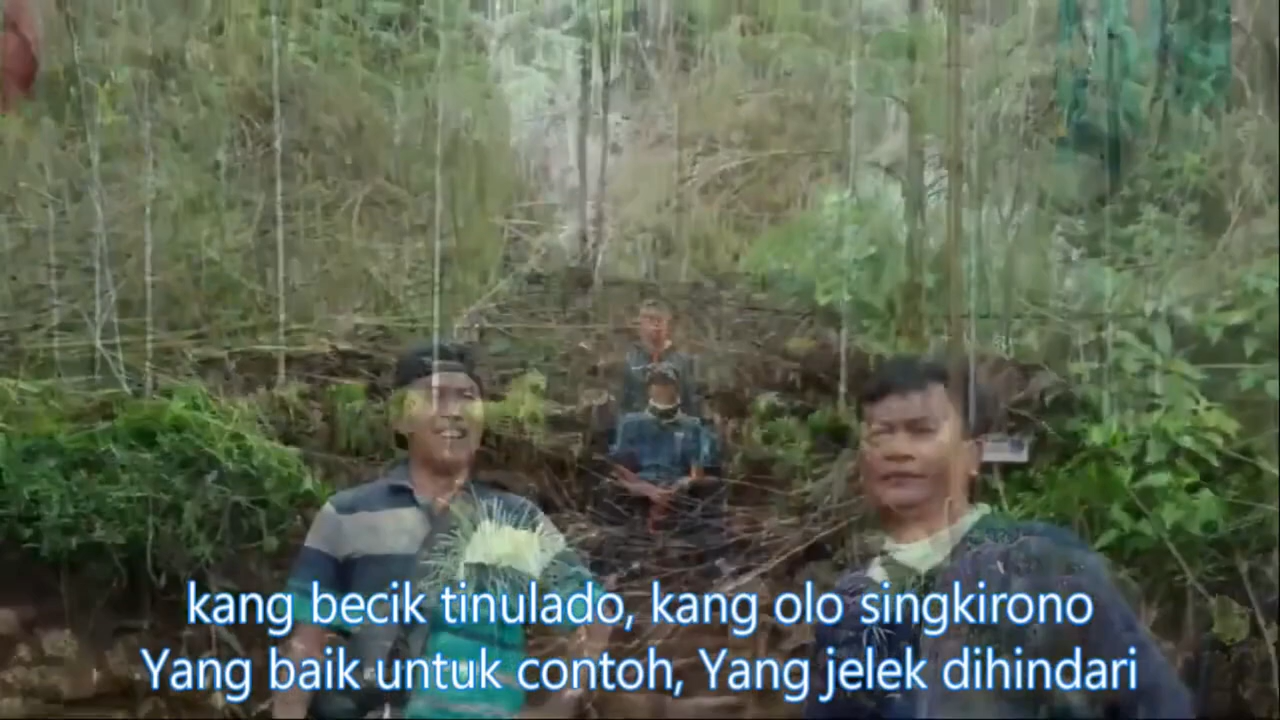 kang becik tinulado, kang olo singkirono
Yang baik untuk contoh, Yang jelek dihindari